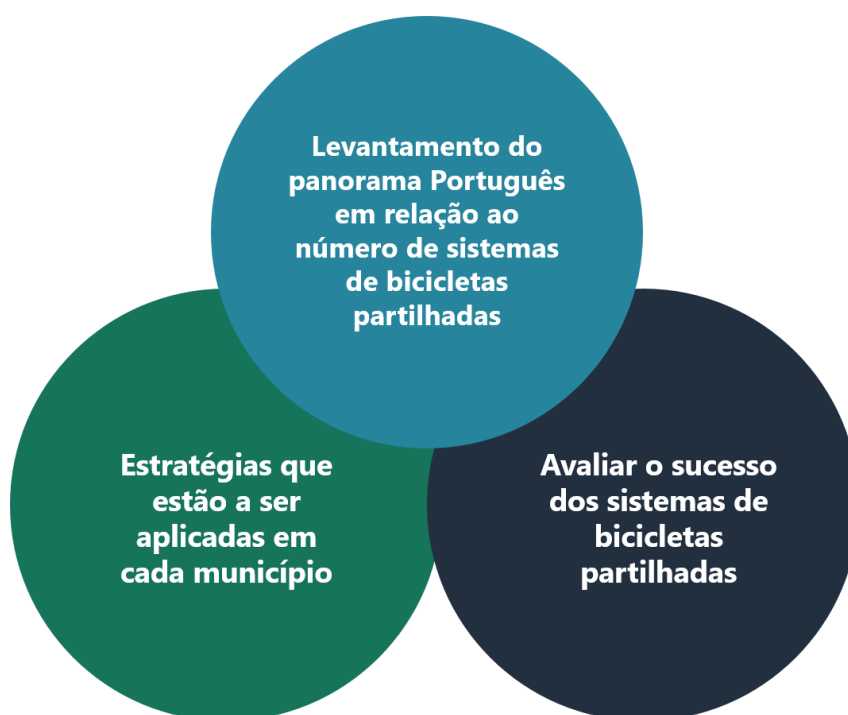 Levantamento do
panorama Português
em relação ao
número de sistemas
de bicicletas
partilhadas
Estratégias que
estão a ser
aplicadas em
cada município
Avaliar o sucesso
dos sistemas de
bicicletas
partilhadas